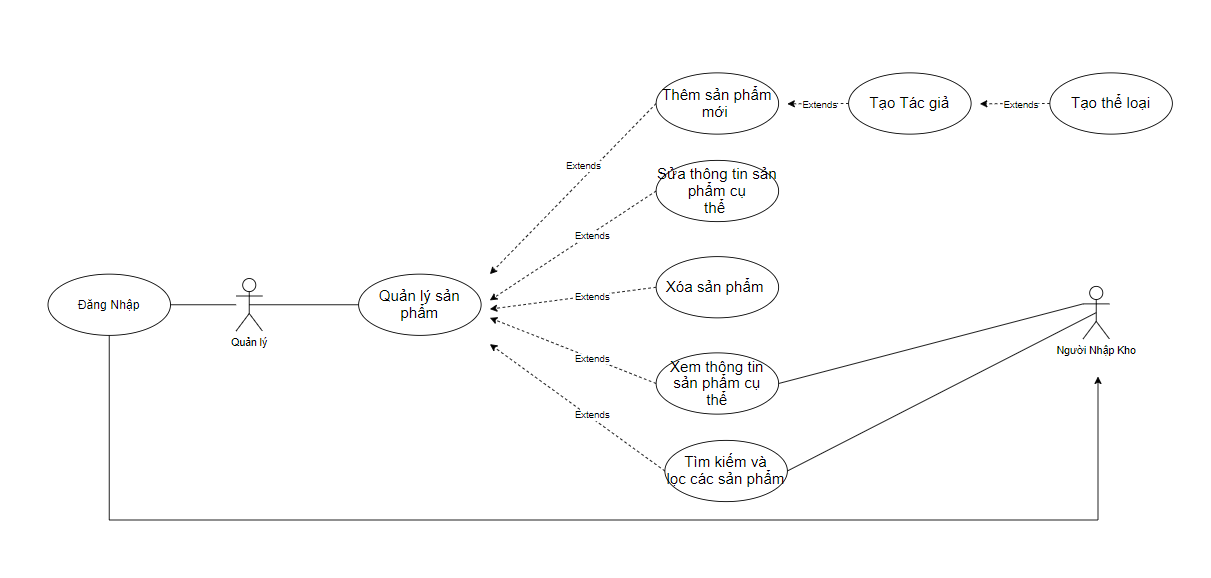 Thêm sản phẩm
mới
Extends
Tạo Tác giả
Extends
Tạo thể loại
Extends
Sửa thông tin sản
phẩm cụ
thể
Extends
Đăng Nhập
Quản lý
Quản lý sản
phẩm
Xóa sản phẩm
Extends
Người Nhập Kho
Extends
Xem thông tin
sản phẩm cụ
thể
Extends
Tìm kiếm và
lọc các sản phẩm